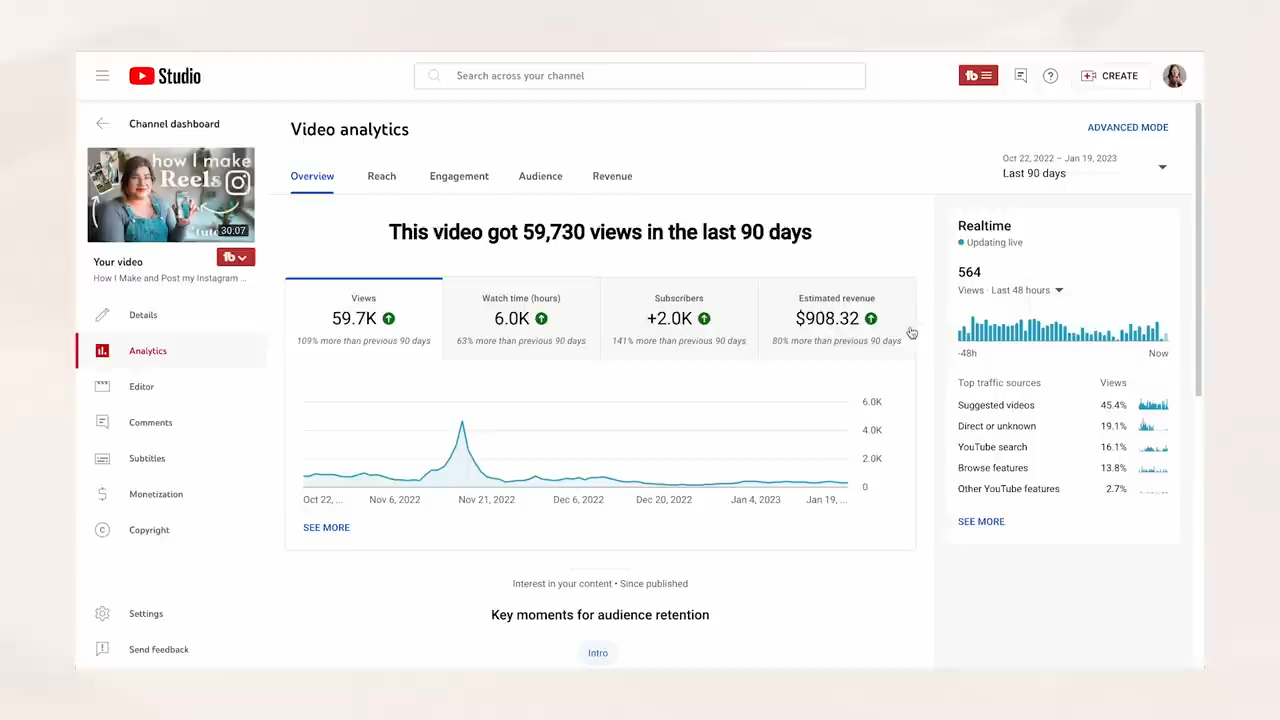 Studio
Search across your channel
CREATE
Channel dashboard
how I make
Reels
30:07
Your video
How I Make and Post my Instagram ...
Details
Analytics
Editor
Comments
Subtitles
Monetization
Copyright
Settings
Send feedback
Video analytics
ADVANCED MODE
Overview
Reach
Engagement
Audience
Revenue
Oct 22, 2022 – Jan 19, 2023
Last 90 days
This video got 59,730 views in the last 90 days
Views
59.7K
109% more than previous 90 days
Watch time (hours)
6.0K
63% more than previous 90 days
Subscribers
+2.0K
141% more than previous 90 days
Estimated revenue
$908.32
80% more than previous 90 days
6.0K
4.0K
2.0K
0
Oct 22, ...
Nov 6, 2022
Nov 21, 2022
Dec 6, 2022
Dec 20, 2022
Jan 4, 2023
Jan 19, ...
SEE MORE
Interest in your content • Since published
Key moments for audience retention
Intro
Realtime
Updating live
564
Views · Last 48 hours
-48h
Now
Top traffic sources
Views
Suggested videos
45.4%
Direct or unknown
19.1%
YouTube search
16.1%
Browse features
13.8%
Other YouTube features
2.7%
SEE MORE